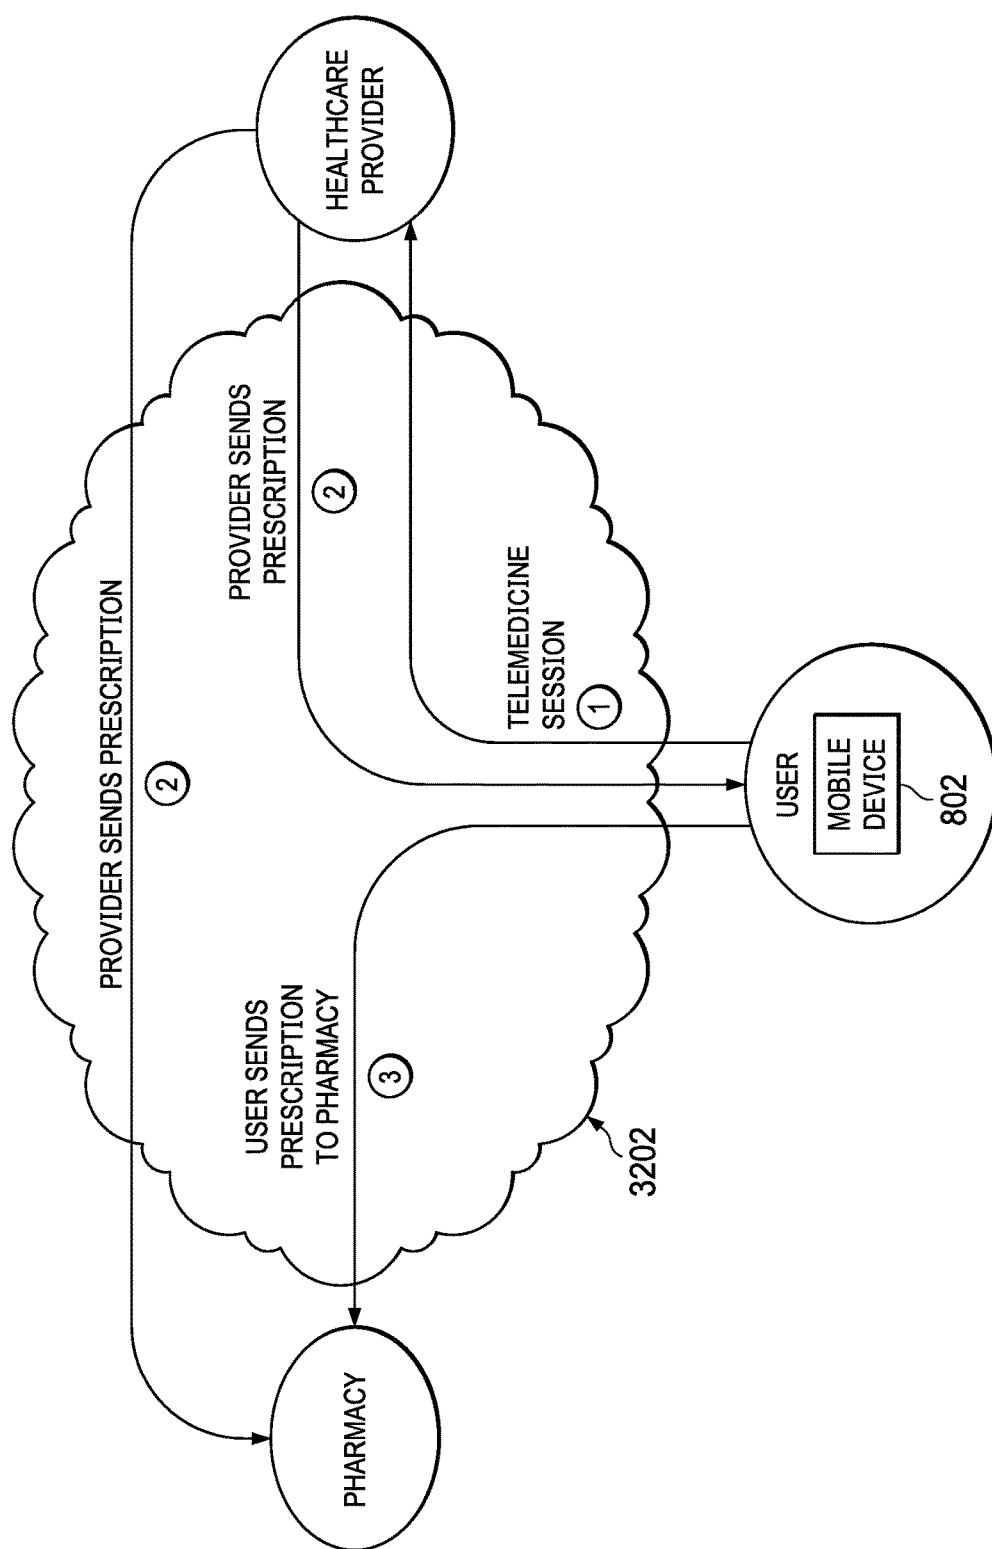 PROVIDER SENDS PRESCRIPTION
2
PROVIDER SENDS
PRESCRIPTION
2
HEALTHCARE
PROVIDER
USER SENDS
PRESCRIPTION
TO PHARMACY
3
PHARMACY
TELEMEDICINE
SESSION
1
3202
USER
MOBILE
DEVICE
802